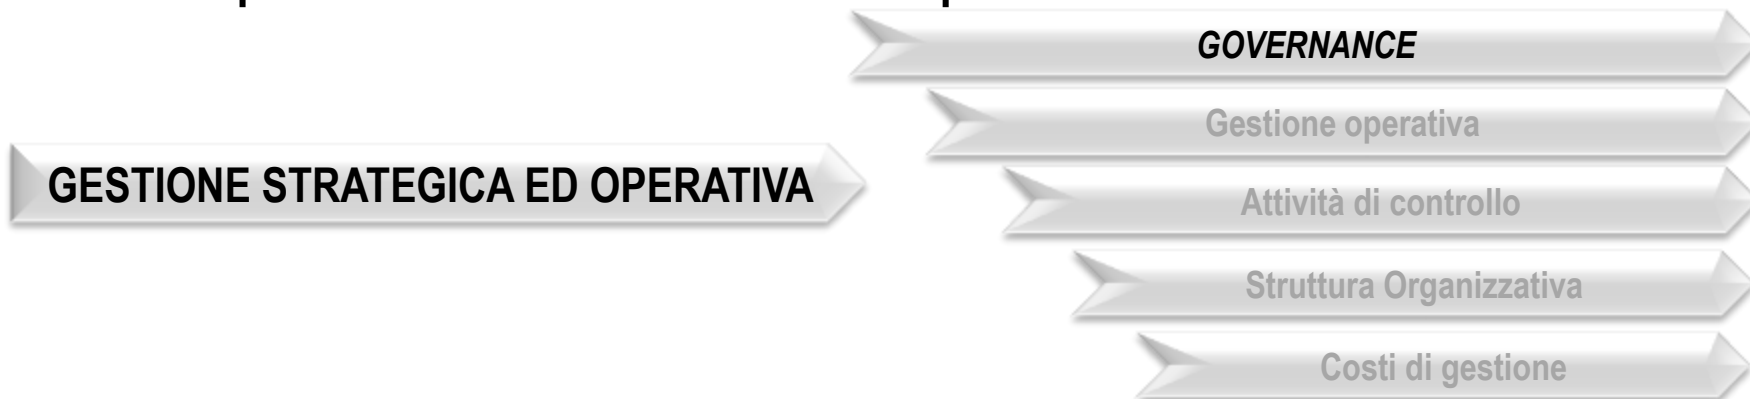 GOVERNANCE
Gestione operativa
GESTIONE STRATEGICA ED OPERATIVA
Attività di controllo
Struttura Organizzativa
Costi di gestione